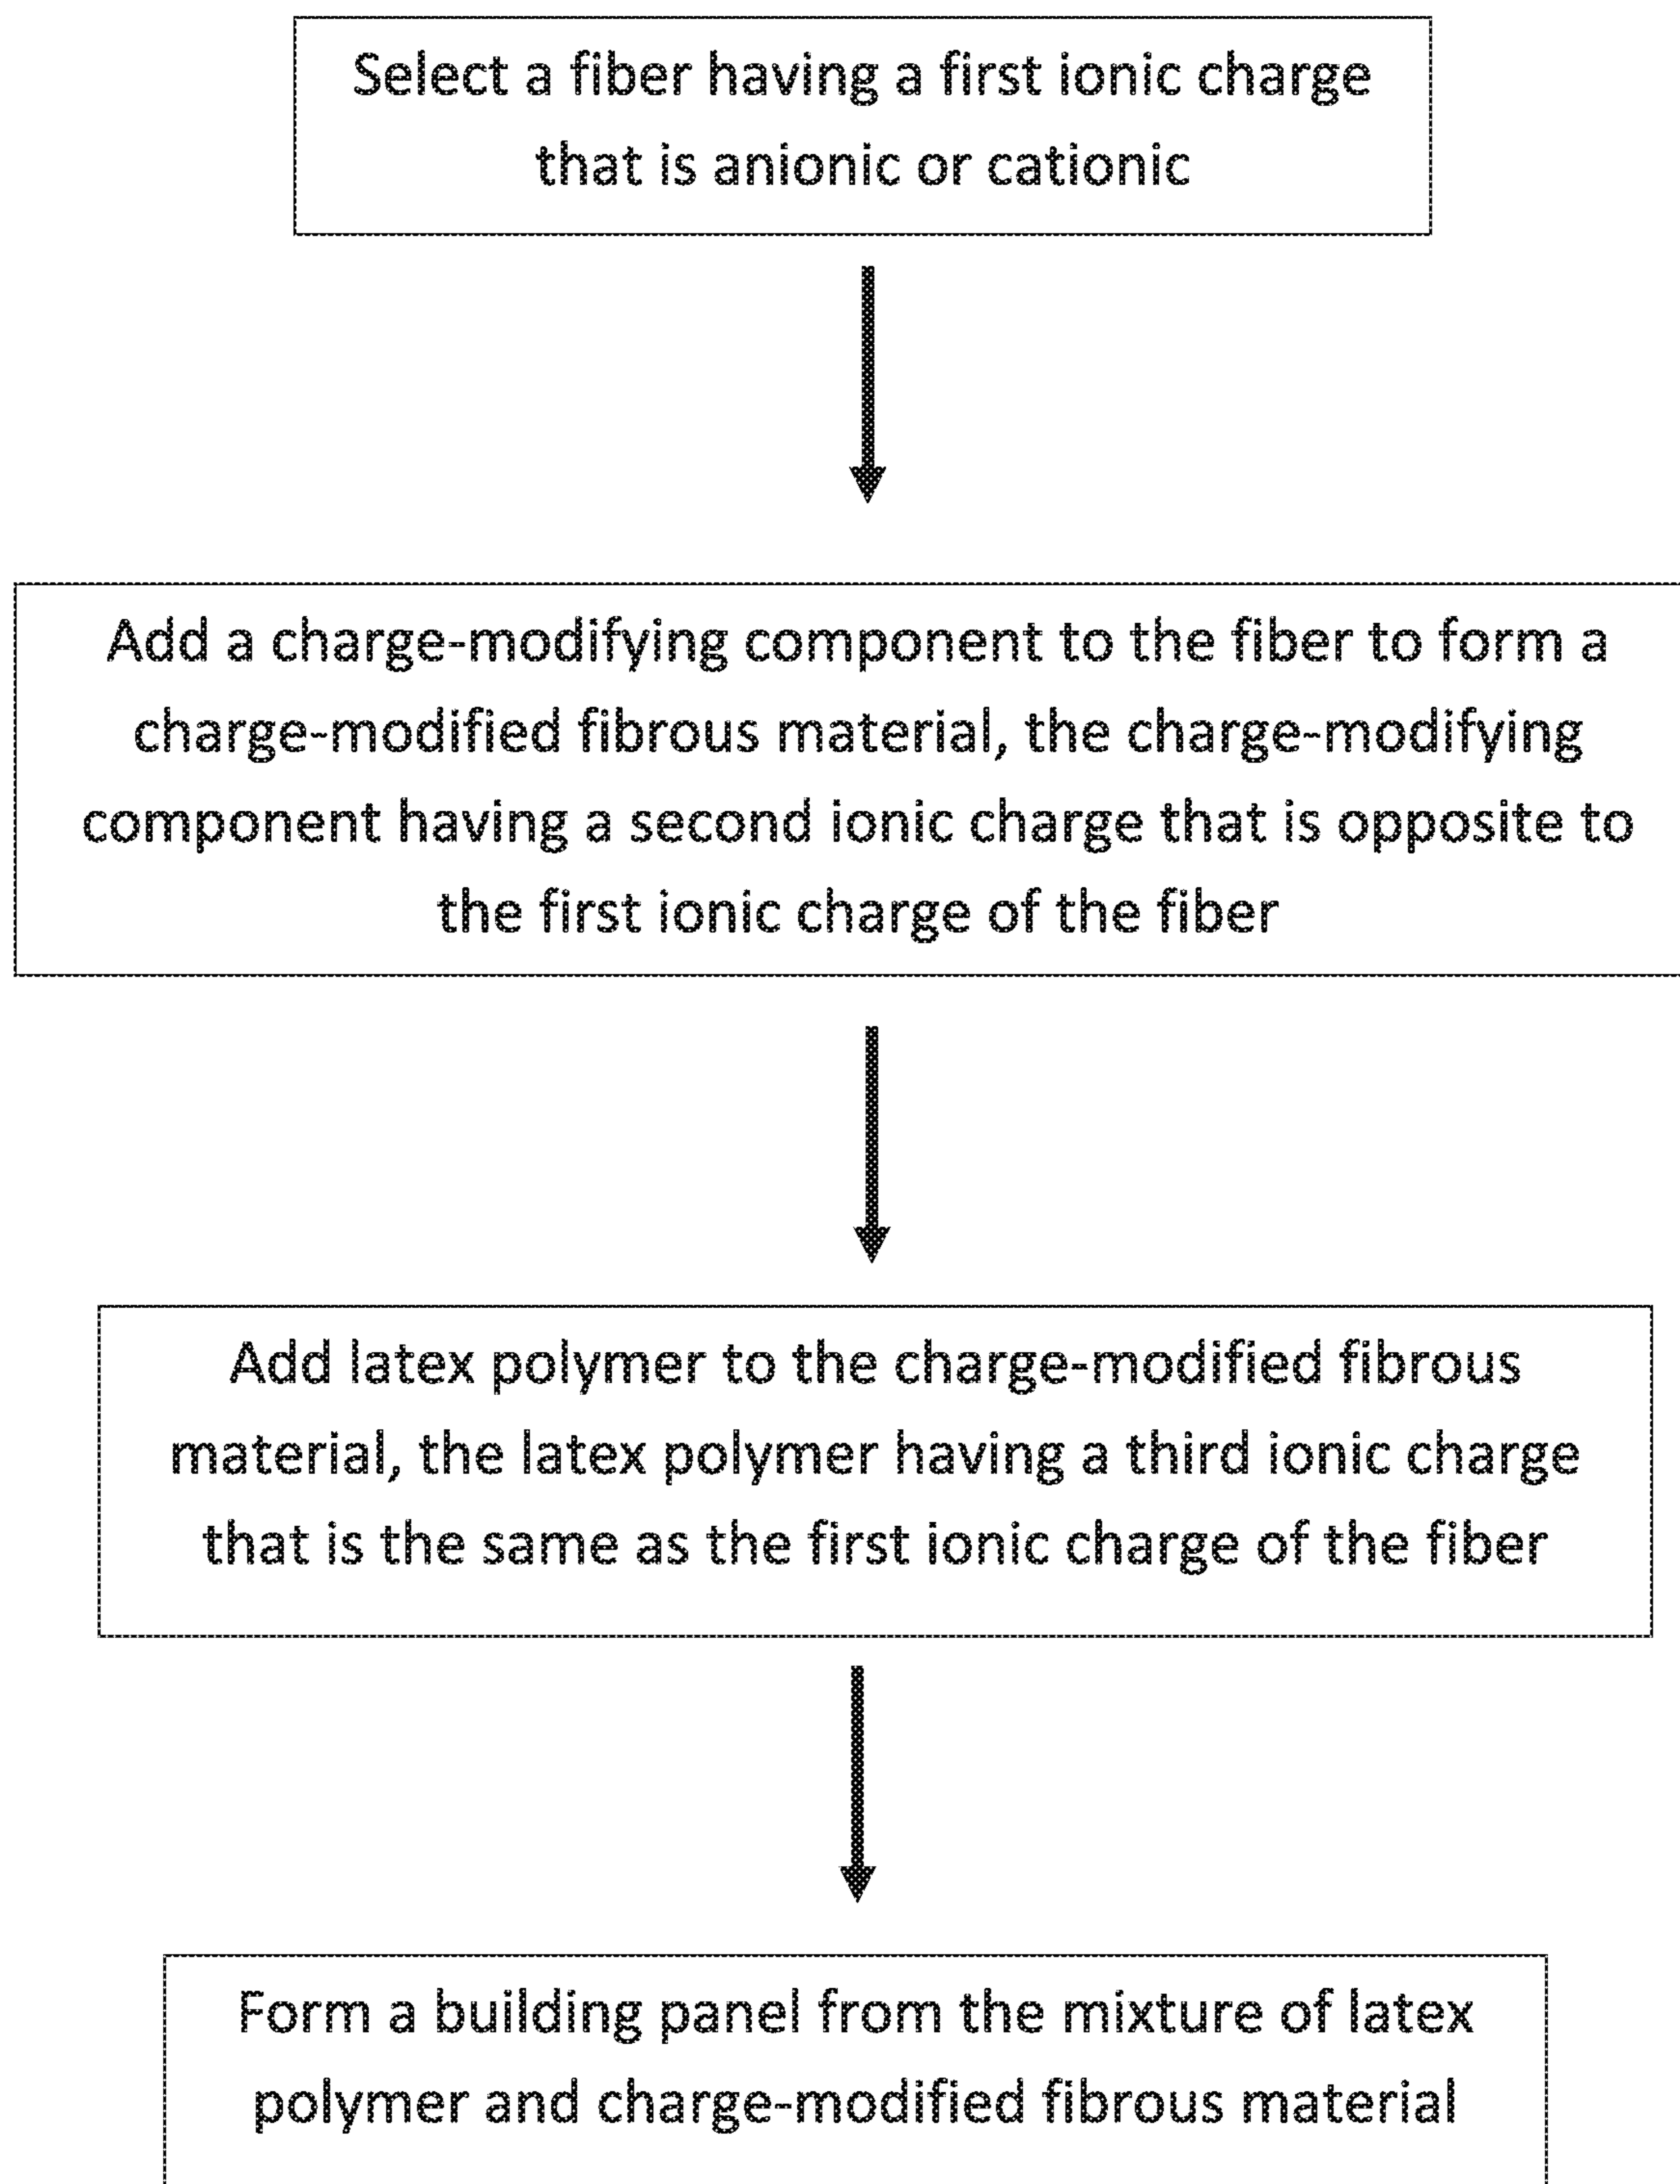 Select a fiber having a first ionic charge
that is anionic or cationic
Add a charge-modifying component to the fiber to form a
charge-modified fibrous material, the charge-modifying
component having a second ionic charge that is opposite to
the first ionic charge of the fiber
Add latex polymer to the charge-modified fibrous
material, the latex polymer having a third ionic charge
that is the same as the first ionic charge of the fiber
Form a building panel from the mixture of latex
polymer and charge-modified fibrous material